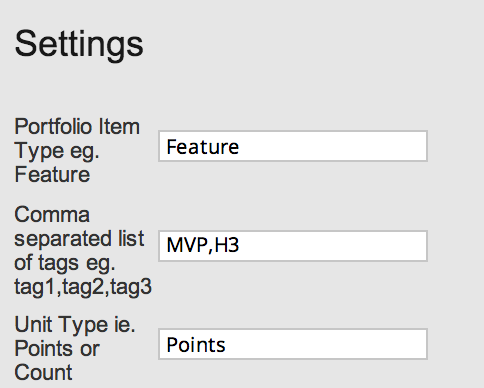 Settings
Portfolio Item
Type eg.
Feature
Feature
Comma
separated list
of tags eg.
tag1,tag2,tag3
MVP,H3
Unit Type ie.
Points or
Count
Points